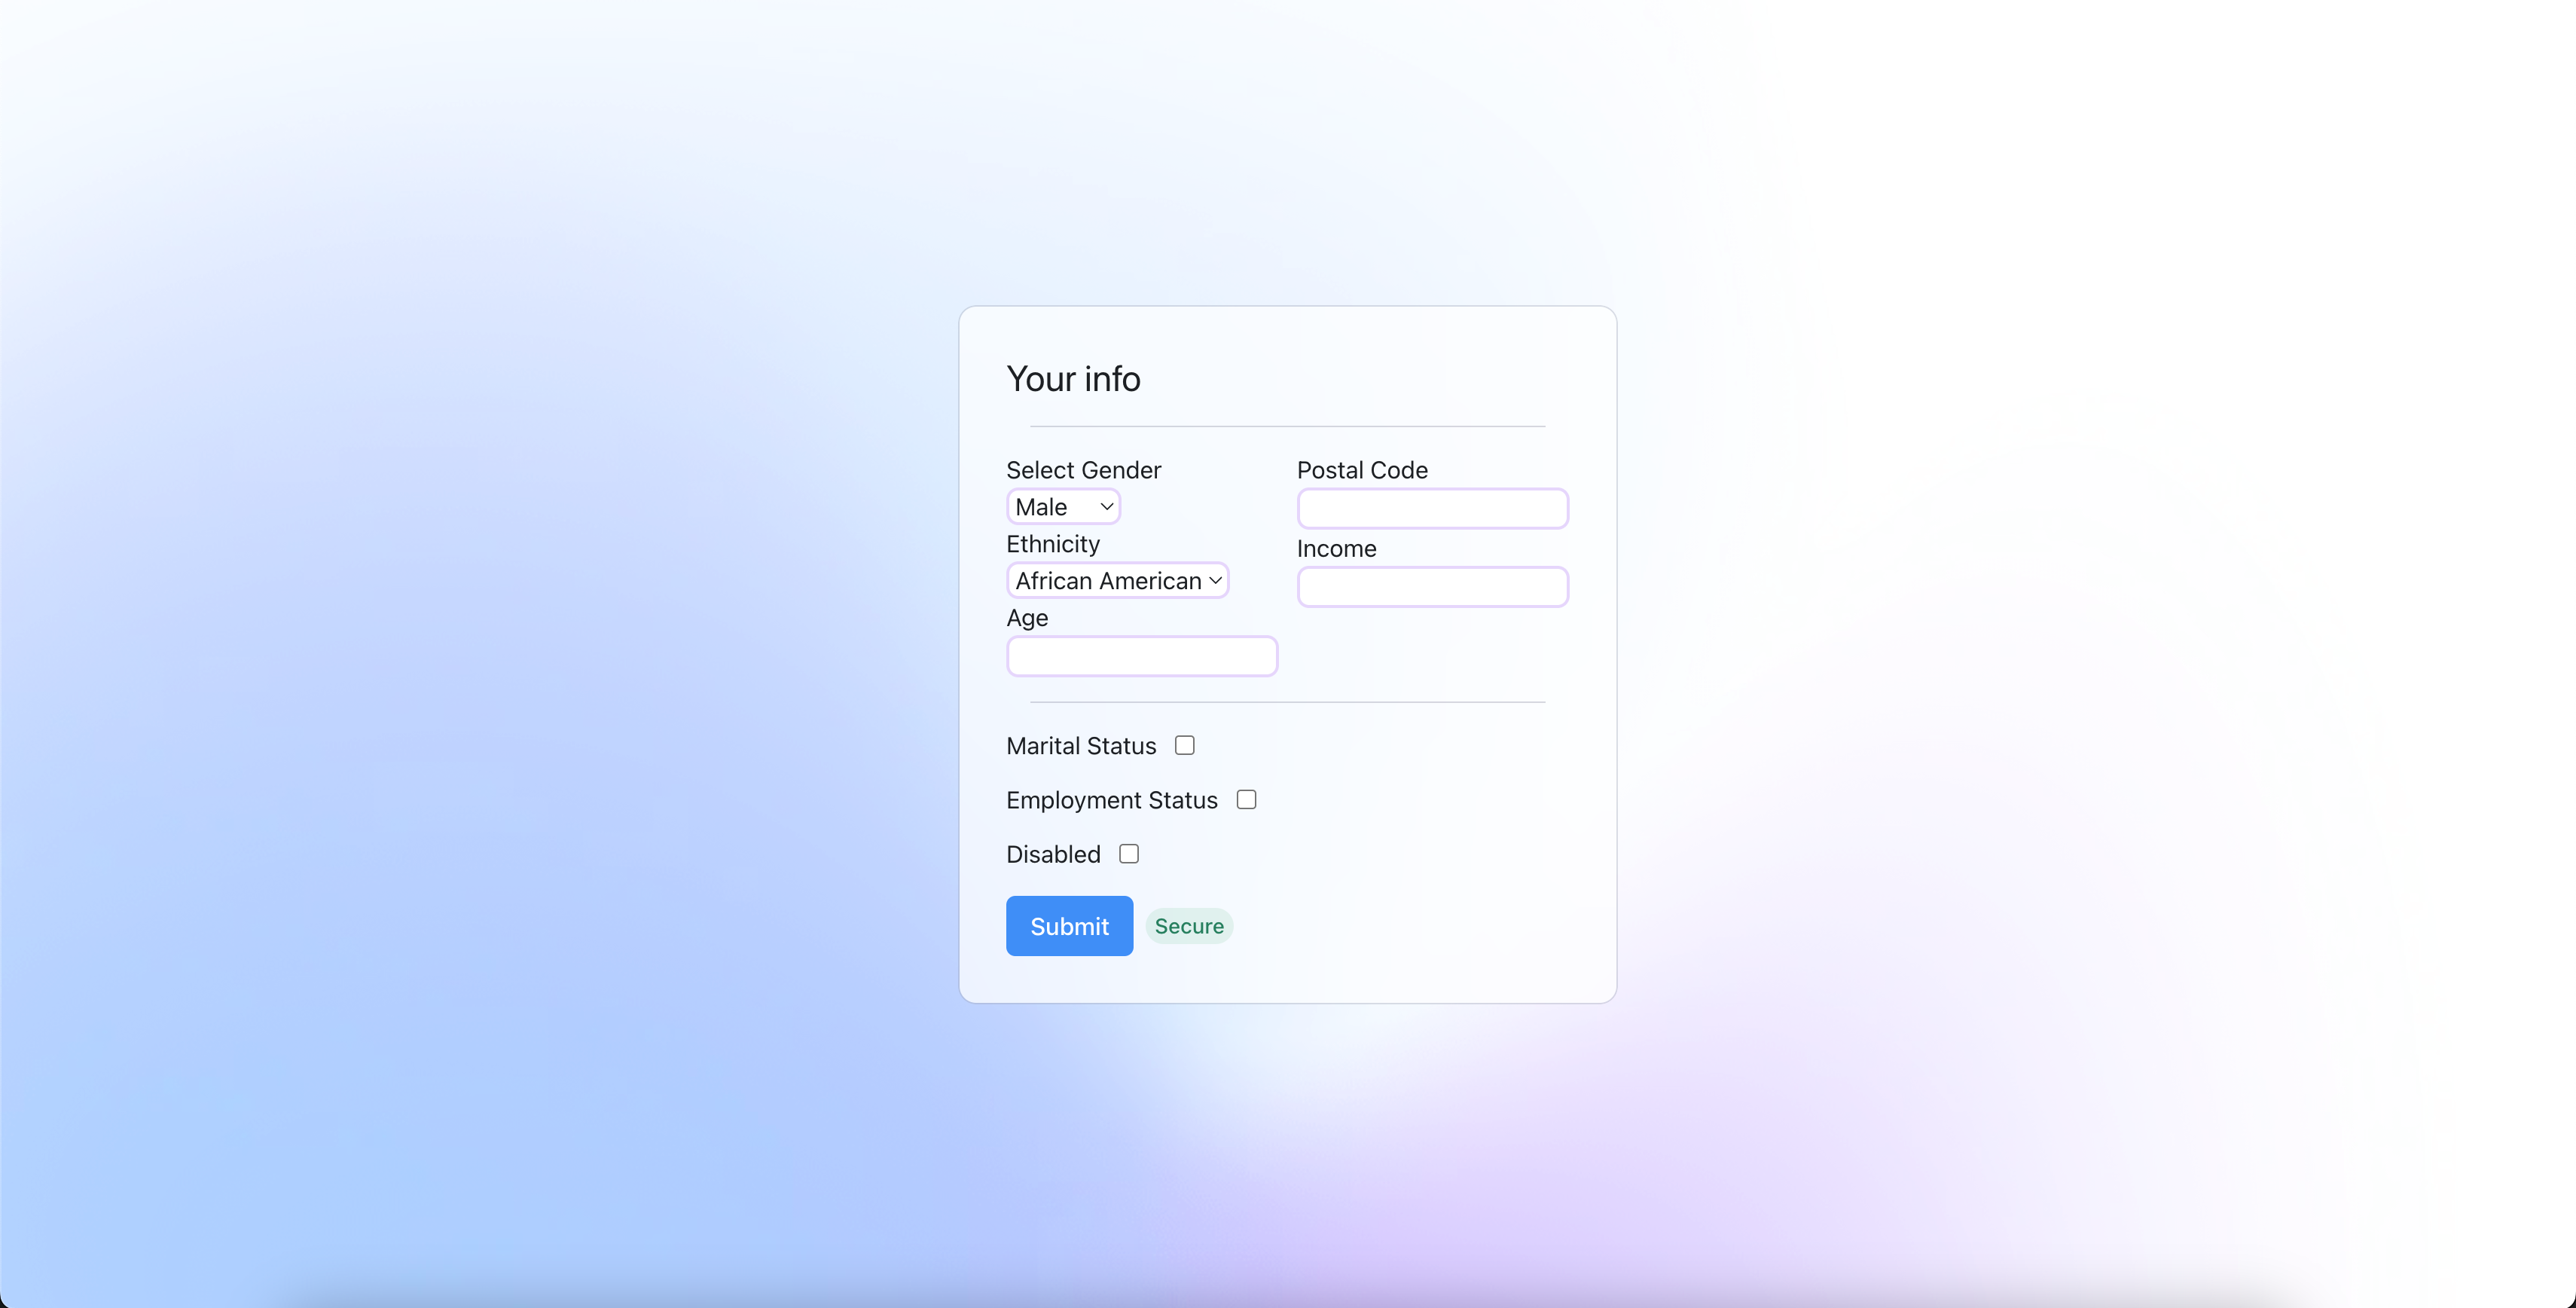 Your info
Select Gender
Male
Ethnicity
African American
Age
Postal Code
Income
Marital Status
Employment Status
Disabled
Submit Secure